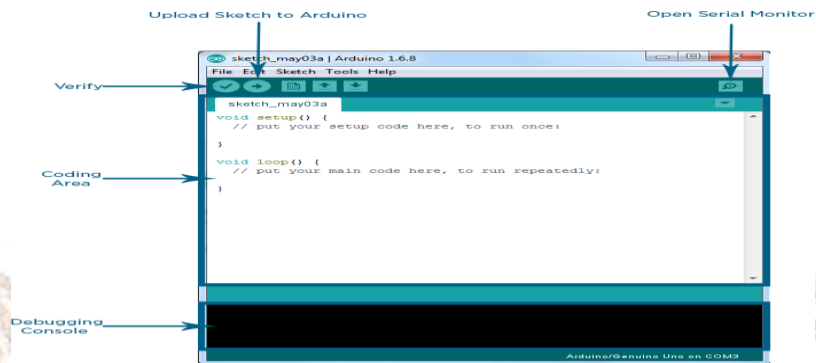 Upload Sketch to Arduino
Open Serial Monitor
sketch_may03a | Arduino 1.6.8
File Edit Sketch Tools Help
Verify
sketch_may03a
void setup() {
// put your setup code here, to run once:
}
void loop() {
// put your main code here, to run repeatedly:
}
Coding
Area
Debugging
Console
Arduino/Genuino Uno on COM3